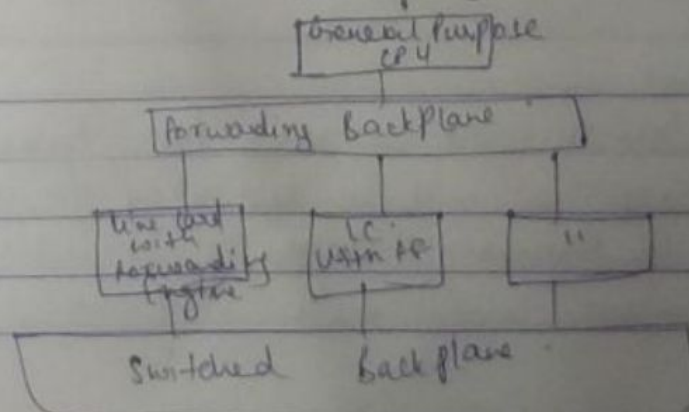 General Purpose
CPU
Forwarding BackPlane
Line Card
with
forwarding
Engine
LC
with FE
"
Switched Backplane